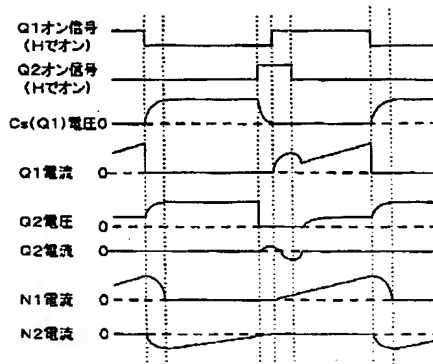 Q1オン信号
(Hでオン)
Q2オン信号
(Hでオン)
Cs(Q1)電圧0
Q1電流 0
Q2電圧 0
Q2電流 0
N1電流 0
N2電流 0